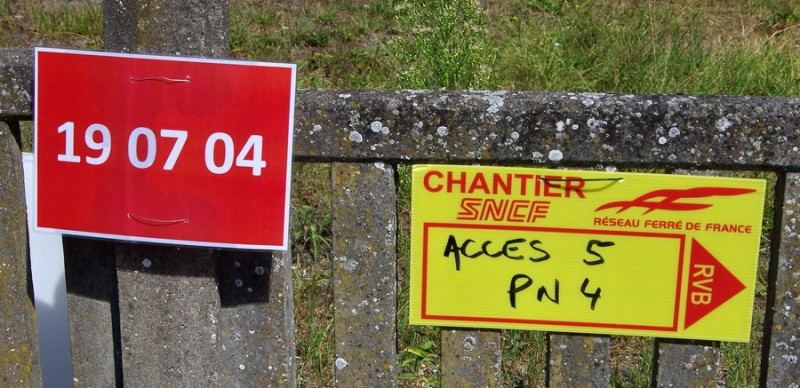 19 07 04
CHANTIER
SNCF
RÉSEAU FERRÉ DE FRANCE
ACCES 5
PN 4
RVB